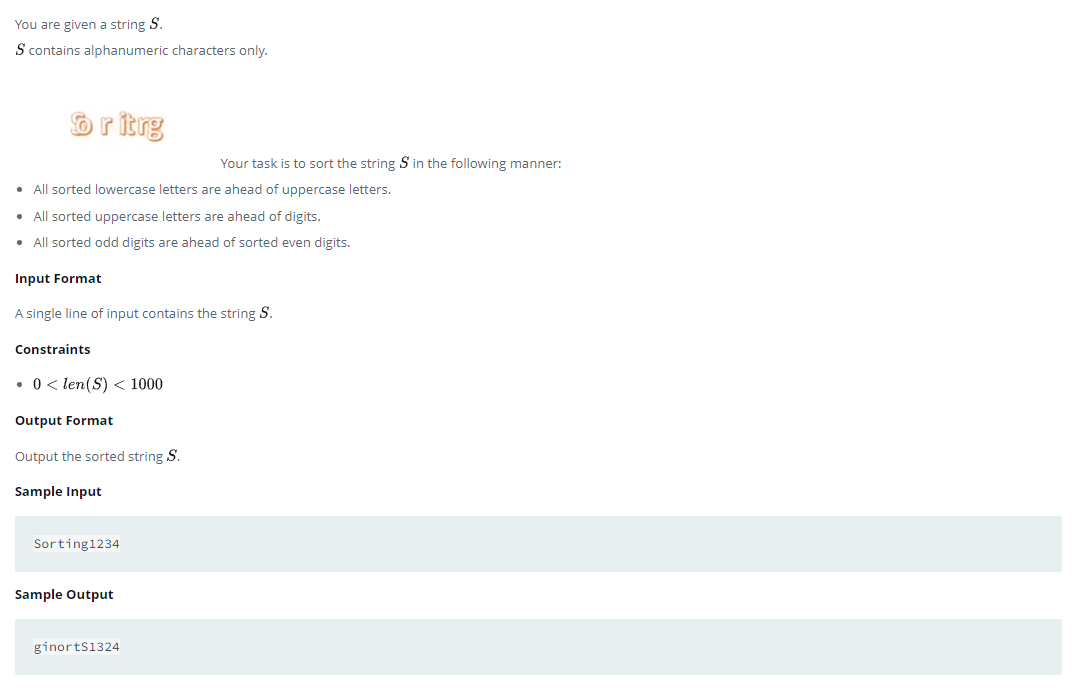 You are given a string S.
S contains alphanumeric characters only.
Your task is to sort the string S in the following manner:
• All sorted lowercase letters are ahead of uppercase letters.
• All sorted uppercase letters are ahead of digits.
• All sorted odd digits are ahead of sorted even digits.
Input Format
A single line of input contains the string S.
Constraints
• 0 < len(S) < 1000
Output Format
Output the sorted string S.
Sample Input
Sorting1234
Sample Output
ginortS1324